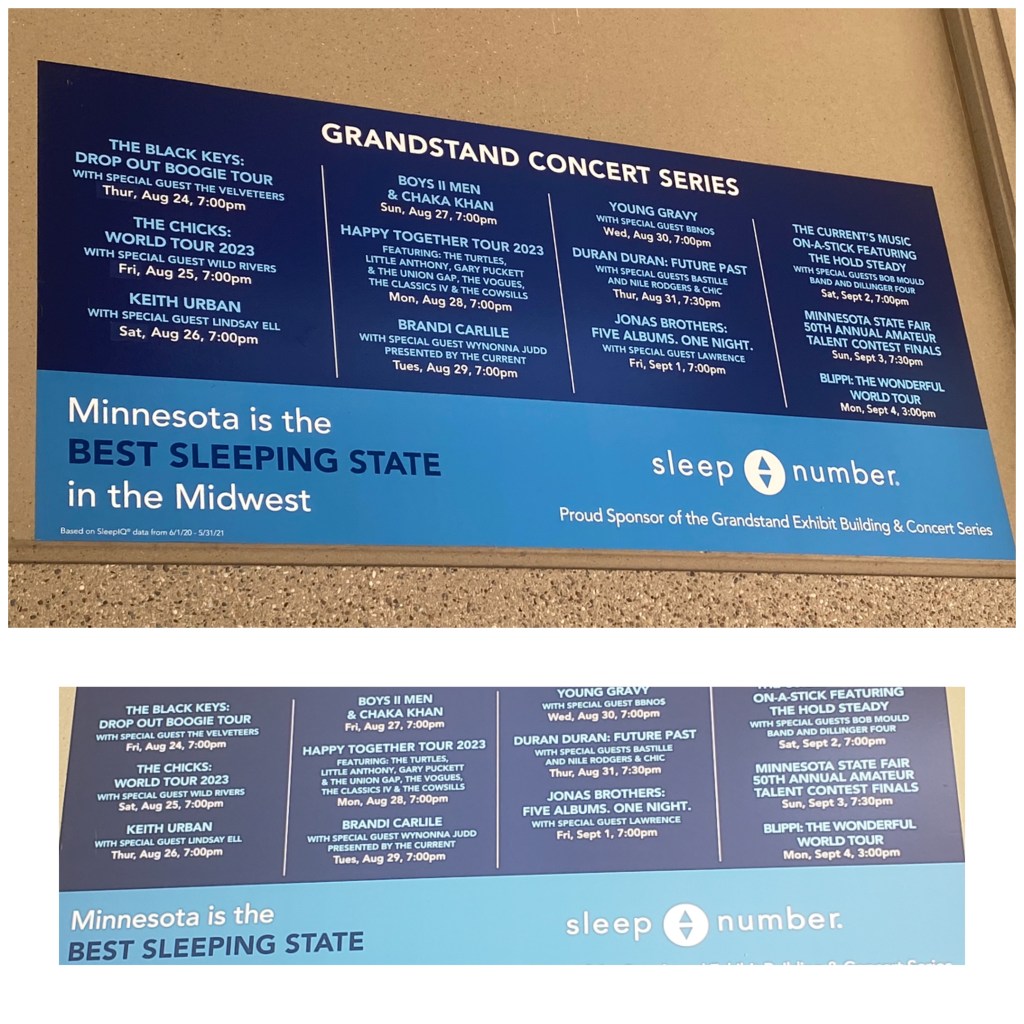 GRANDSTAND CONCERT SERIES
THE BLACK KEYS:
DROP OUT BOOGIE TOUR
WITH SPECIAL GUEST THE VELVETEERS
Thur, Aug 24, 7:00pm
THE CHICKS:
WORLD TOUR 2023
WITH SPECIAL GUEST WILD RIVERS
Fri, Aug 25, 7:00pm
KEITH URBAN
WITH SPECIAL GUEST LINDSAY ELL
Sat, Aug 26, 7:00pm
BOYS II MEN
& CHAKA KHAN
Sun, Aug 27, 7:00pm
HAPPY TOGETHER TOUR 2023
FEATURING: THE TURTLES,
LITTLE ANTHONY, GARY PUCKETT
& THE UNION GAP, THE VOGUES,
THE CLASSICS IV & THE COWSILLS
Mon, Aug 28, 7:00pm
BRANDI CARLILE
WITH SPECIAL GUEST WYNONNA JUDD
PRESENTED BY THE CURRENT
Tues, Aug 29, 7:00pm
YOUNG GRAVY
WITH SPECIAL GUEST BBNOS
Wed, Aug 30, 7:00pm
DURAN DURAN: FUTURE PAST
WITH SPECIAL GUESTS BASTILLE
AND NILE RODGERS & CHIC
Thur, Aug 31, 7:30pm
JONAS BROTHERS:
FIVE ALBUMS. ONE NIGHT.
WITH SPECIAL GUEST LAWRENCE
Fri, Sept 1, 7:00pm
THE CURRENT'S MUSIC
ON-A-STICK FEATURING
THE HOLD STEADY
WITH SPECIAL GUESTS BOB MOULD
BAND AND DILLINGER FOUR
Sat, Sept 2, 7:00pm
MINNESOTA STATE FAIR
50TH ANNUAL AMATEUR
TALENT CONTEST FINALS
Sun, Sept 3, 7:30pm
BLIPPI: THE WONDERFUL
WORLD TOUR
Mon, Sept 4, 3:00pm
Minnesota is the
BEST SLEEPING STATE
in the Midwest
Based on SleepIQ® data from 6/1/20 - 5/31/21
sleep number®
Proud Sponsor of the Grandstand Exhibit Building & Concert Series
THE BLACK KEYS:
DROP OUT BOOGIE TOUR
WITH SPECIAL GUEST THE VELVETEERS
Fri, Aug 24, 7:00pm
THE CHICKS:
WORLD TOUR 2023
WITH SPECIAL GUEST WILD RIVERS
Sat, Aug 25, 7:00pm
KEITH URBAN
WITH SPECIAL GUEST LINDSAY ELL
Thur, Aug 26, 7:00pm
BOYS II MEN
& CHAKA KHAN
Fri, Aug 27, 7:00pm
HAPPY TOGETHER TOUR 2023
FEATURING: THE TURTLES,
LITTLE ANTHONY, GARY PUCKETT
& THE UNION GAP, THE VOGUES,
THE CLASSICS IV & THE COWSILLS
Mon, Aug 28, 7:00pm
BRANDI CARLILE
WITH SPECIAL GUEST WYNONNA JUDD
PRESENTED BY THE CURRENT
Tues, Aug 29, 7:00pm
YOUNG GRAVY
WITH SPECIAL GUEST BBNOS
Wed, Aug 30, 7:00pm
DURAN DURAN: FUTURE PAST
WITH SPECIAL GUESTS BASTILLE
AND NILE RODGERS & CHIC
Thur, Aug 31, 7:30pm
JONAS BROTHERS:
FIVE ALBUMS. ONE NIGHT.
WITH SPECIAL GUEST LAWRENCE
Fri, Sept 1, 7:00pm
ON-A-STICK FEATURING
THE HOLD STEADY
WITH SPECIAL GUESTS BOB MOULD
BAND AND DILLINGER FOUR
Sat, Sept 2, 7:00pm
MINNESOTA STATE FAIR
50TH ANNUAL AMATEUR
TALENT CONTEST FINALS
Sun, Sept 3, 7:30pm
BLIPPI: THE WONDERFUL
WORLD TOUR
Mon, Sept 4, 3:00pm
Minnesota is the
BEST SLEEPING STATE
sleep number.